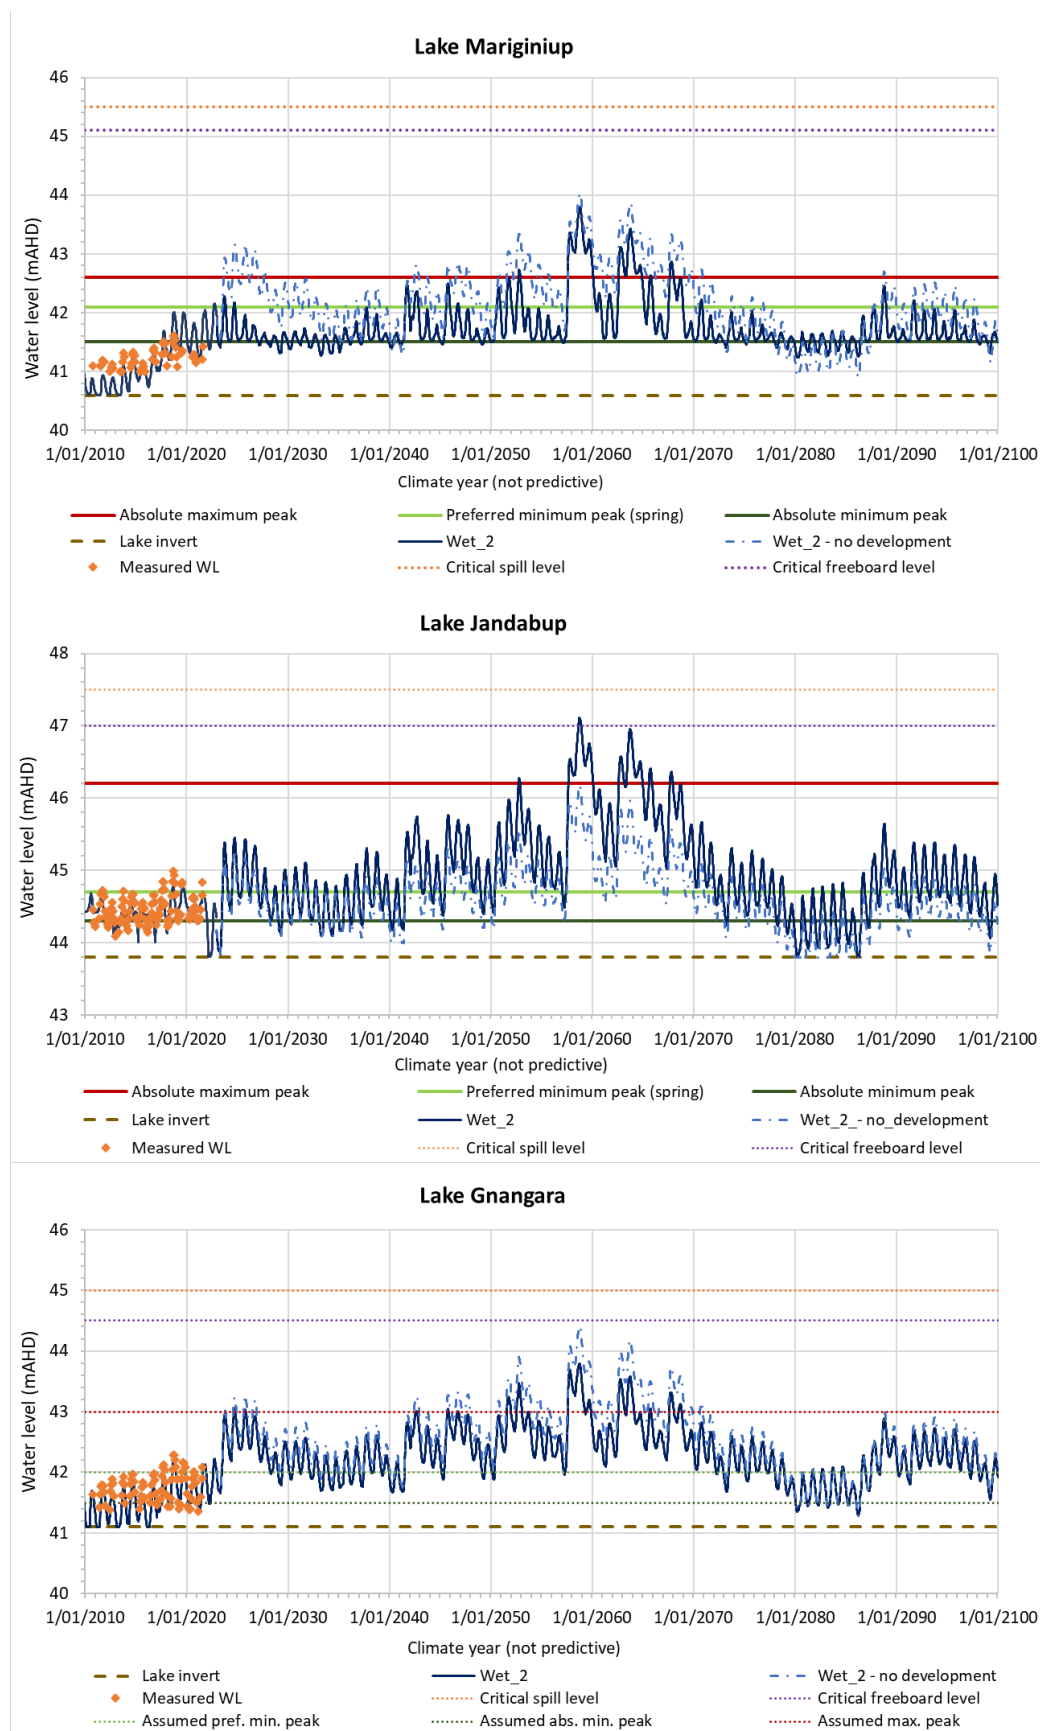 Lake Mariginiup
46
45
44
43
42
41
40
Water level (mAHD)
1/01/2010 1/01/2020 1/01/2030 1/01/2040 1/01/2050 1/01/2060 1/01/2070 1/01/2080 1/01/2090 1/01/2100
Climate year (not predictive)
Absolute maximum peak Preferred minimum peak (spring) Absolute minimum peak
Lake invert Wet_2 Wet_2 - no development
Measured WL Critical spill level Critical freeboard level
Lake Jandabup
48
47
46
45
44
43
Water level (mAHD)
1/01/2010 1/01/2020 1/01/2030 1/01/2040 1/01/2050 1/01/2060 1/01/2070 1/01/2080 1/01/2090 1/01/2100
Climate year (not predictive)
Absolute maximum peak Preferred minimum peak (spring) Absolute minimum peak
Lake invert Wet_2 Wet_2_- no_development
Measured WL Critical spill level Critical freeboard level
Lake Gnangara
46
45
44
43
42
41
40
Water level (mAHD)
1/01/2010 1/01/2020 1/01/2030 1/01/2040 1/01/2050 1/01/2060 1/01/2070 1/01/2080 1/01/2090 1/01/2100
Climate year (not predictive)
Lake invert Wet_2 Wet_2 - no development
Measured WL Critical spill level Critical freeboard level
Assumed pref. min. peak Assumed abs. min. peak Assumed max. peak